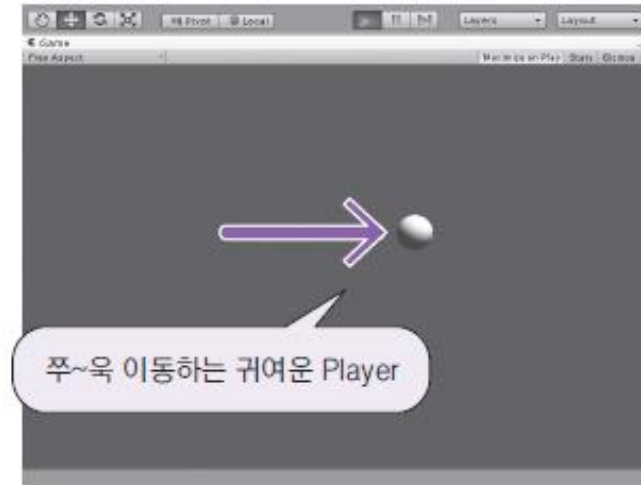 Pivot Local Layers Layout
Game
Free Aspect Maximize on Play Stats Gizmos
쭈~욱 이동하는 귀여운 Player